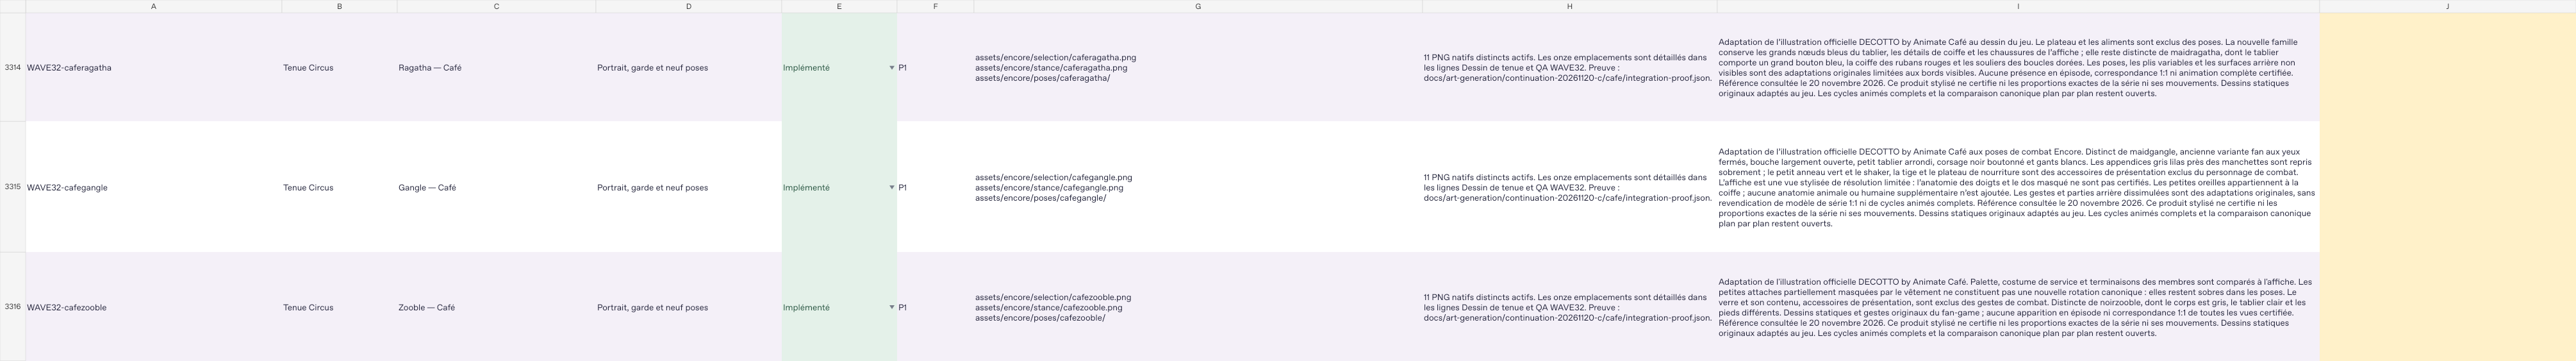 A B C D E F G H I J
3314 WAVE32-caferagatha Tenue Circus Ragatha — Café Portrait, garde et neuf poses Implémenté P1
assets/encore/selection/caferagatha.png
assets/encore/stance/caferagatha.png
assets/encore/poses/caferagatha/
11 PNG natifs distincts actifs. Les onze emplacements sont détaillés dans
les lignes Dessin de tenue et QA WAVE32. Preuve :
docs/art-generation/continuation-20261120-c/cafe/integration-proof.json.
Adaptation de l'illustration officielle DECOTTO by Animate Café au dessin du jeu. Le plateau et les aliments sont exclus des poses. La nouvelle famille
conserve les grands nœuds bleus du tablier, les détails de coiffe et les chaussures de l'affiche ; elle reste distincte de maidragatha, dont le tablier
comporte un grand bouton bleu, la coiffe des rubans rouges et les souliers des boucles dorées. Les poses, les plis variables et les surfaces arrière non
visibles sont des adaptations originales limitées aux bords visibles. Aucune présence en épisode, correspondance 1:1 ni animation complète certifiée.
Référence consultée le 20 novembre 2026. Ce produit stylisé ne certifie ni les proportions exactes de la série ni ses mouvements. Dessins statiques
originaux adaptés au jeu. Les cycles animés complets et la comparaison canonique plan par plan restent ouverts.
3315 WAVE32-cafegangle Tenue Circus Gangle — Café Portrait, garde et neuf poses Implémenté P1
assets/encore/selection/cafegangle.png
assets/encore/stance/cafegangle.png
assets/encore/poses/cafegangle/
11 PNG natifs distincts actifs. Les onze emplacements sont détaillés dans
les lignes Dessin de tenue et QA WAVE32. Preuve :
docs/art-generation/continuation-20261120-c/cafe/integration-proof.json.
Adaptation de l'illustration officielle DECOTTO by Animate Café aux poses de combat Encore. Distinct de maidgangle, ancienne variante fan aux yeux
fermés, bouche largement ouverte, petit tablier arrondi, corsage noir boutonné et gants blancs. Les appendices gris lilas près des manchettes sont repris
sobrement ; le petit anneau vert et le shaker, la tige et le plateau de nourriture sont des accessoires de présentation exclus du personnage de combat.
L'affiche est une vue stylisée de résolution limitée : l'anatomie des doigts et le dos masqué ne sont pas certifiés. Les petites oreilles appartiennent à la
coiffe ; aucune anatomie animale ou humaine supplémentaire n'est ajoutée. Les gestes et parties arrière dissimulées sont des adaptations originales, sans
revendication de modèle de série 1:1 ni de cycles animés complets. Référence consultée le 20 novembre 2026. Ce produit stylisé ne certifie ni les
proportions exactes de la série ni ses mouvements. Dessins statiques originaux adaptés au jeu. Les cycles animés complets et la comparaison canonique
plan par plan restent ouverts.
3316 WAVE32-cafezooble Tenue Circus Zooble — Café Portrait, garde et neuf poses Implémenté P1
assets/encore/selection/cafezooble.png
assets/encore/stance/cafezooble.png
assets/encore/poses/cafezooble/
11 PNG natifs distincts actifs. Les onze emplacements sont détaillés dans
les lignes Dessin de tenue et QA WAVE32. Preuve :
docs/art-generation/continuation-20261120-c/cafe/integration-proof.json.
Adaptation de l'illustration officielle DECOTTO by Animate Café. Palette, costume de service et terminaisons des membres sont comparés à l'affiche. Les
petites attaches partiellement masquées par le vêtement ne constituent pas une nouvelle rotation canonique : elles restent sobres dans les poses. Le
verre et son contenu, accessoires de présentation, sont exclus des gestes de combat. Distincte de noirzooble, dont le corps est gris, le tablier clair et les
pieds différents. Dessins statiques et gestes originaux du fan-game ; aucune apparition en épisode ni correspondance 1:1 de toutes les vues certifiée.
Référence consultée le 20 novembre 2026. Ce produit stylisé ne certifie ni les proportions exactes de la série ni ses mouvements. Dessins statiques
originaux adaptés au jeu. Les cycles animés complets et la comparaison canonique plan par plan restent ouverts.